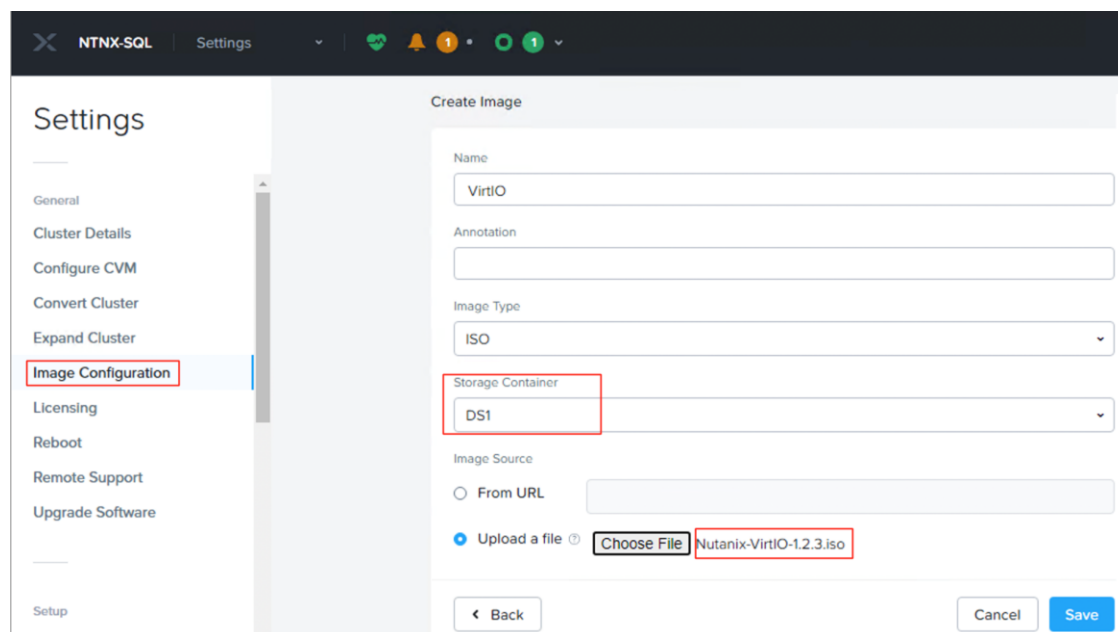 NTNX-SQL Settings 1 1
Settings
General
Cluster Details
Configure CVM
Convert Cluster
Expand Cluster
Image Configuration
Licensing
Reboot
Remote Support
Upgrade Software
Setup
Create Image
Name
VirtIO
Annotation
Image Type
ISO
Storage Container
DS1
Image Source
From URL
Upload a file ? Choose File Nutanix-VirtIO-1.2.3.iso
Back Cancel Save